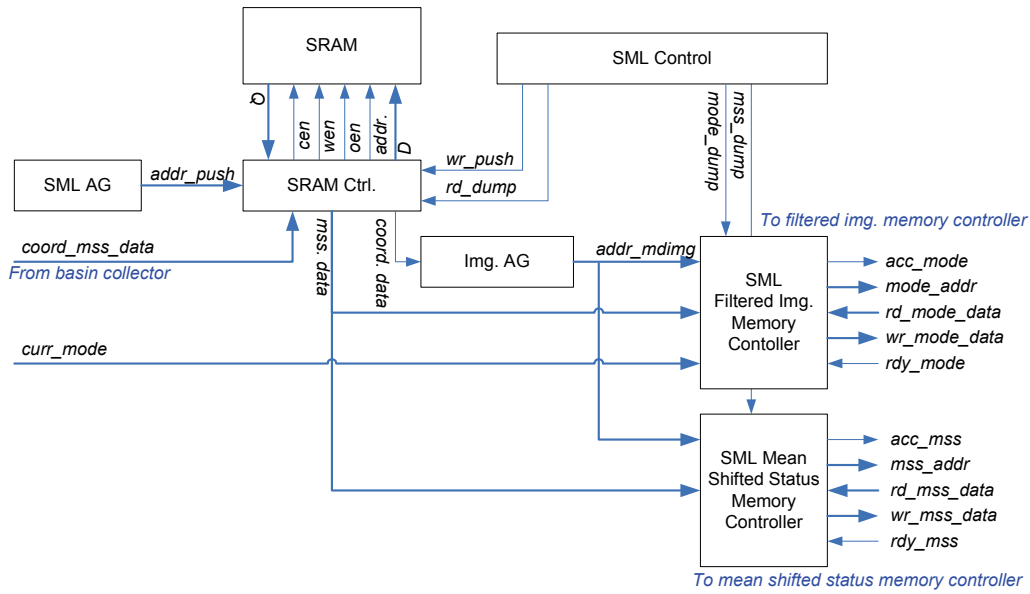 SRAM
SML Control
Q
cen
wen
oen
addr.
D
mode_dump
mss_dump
wr_push
rd_dump
SML AG
addr_push
SRAM Ctrl.
mss. data
coord. data
To filtered img. memory controller
coord_mss_data
From basin collector
Img. AG
addr_mdimg
SML
Filtered Img.
Memory
Contoller
acc_mode
mode_addr
rd_mode_data
wr_mode_data
rdy_mode
curr_mode
SML Mean
Shifted Status
Memory
Controller
acc_mss
mss_addr
rd_mss_data
wr_mss_data
rdy_mss
To mean shifted status memory controller